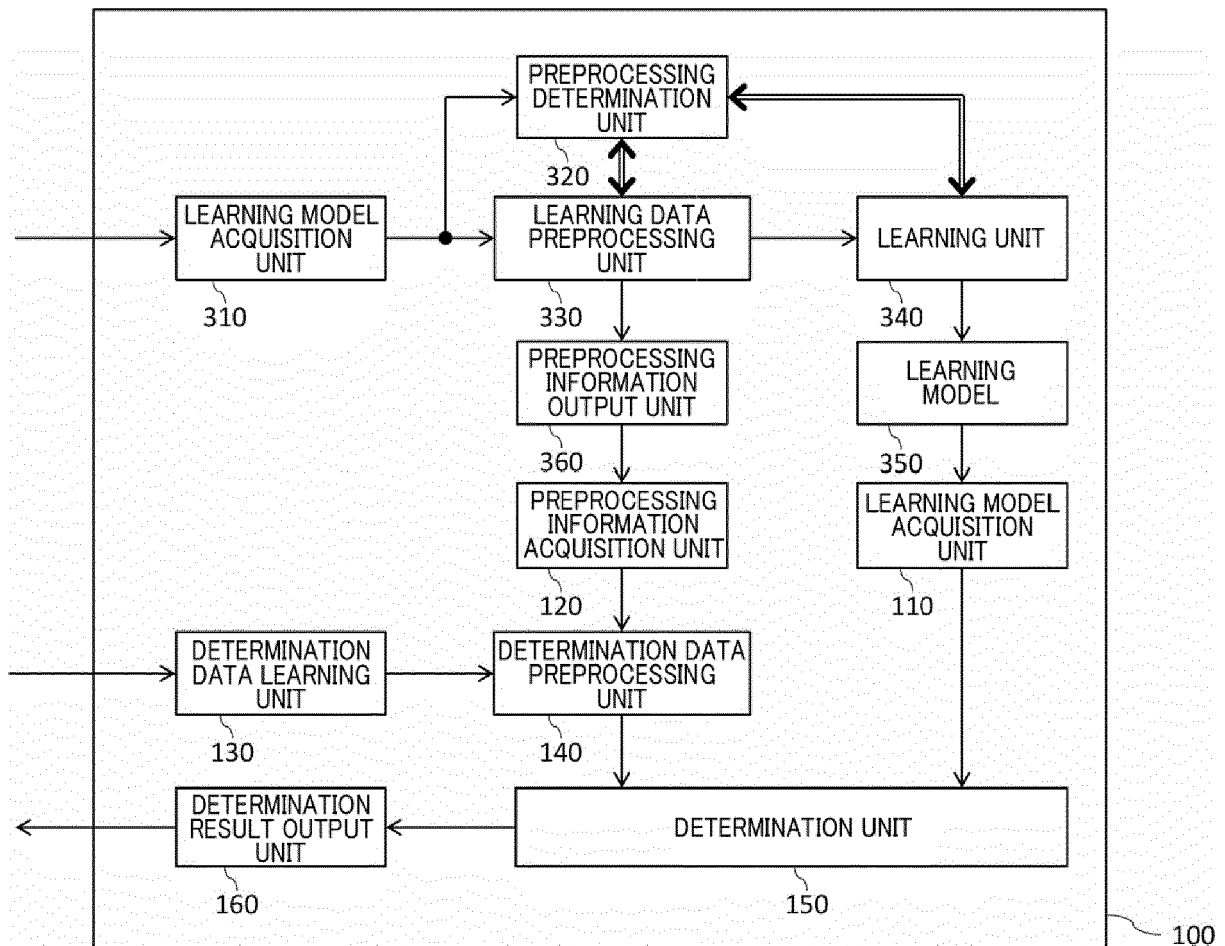 PREPROCESSING
DETERMINATION
UNIT
320
LEARNING MODEL
ACQUISITION
UNIT
310
LEARNING DATA
PREPROCESSING
UNIT
330
LEARNING UNIT
340
PREPROCESSING
INFORMATION
OUTPUT UNIT
360
LEARNING
MODEL
350
PREPROCESSING
INFORMATION
ACQUISITION UNIT
120
LEARNING MODEL
ACQUISITION
UNIT
110
DETERMINATION
DATA LEARNING
UNIT
130
DETERMINATION DATA
PREPROCESSING
UNIT
140
DETERMINATION
RESULT OUTPUT
UNIT
160
DETERMINATION UNIT
150
100